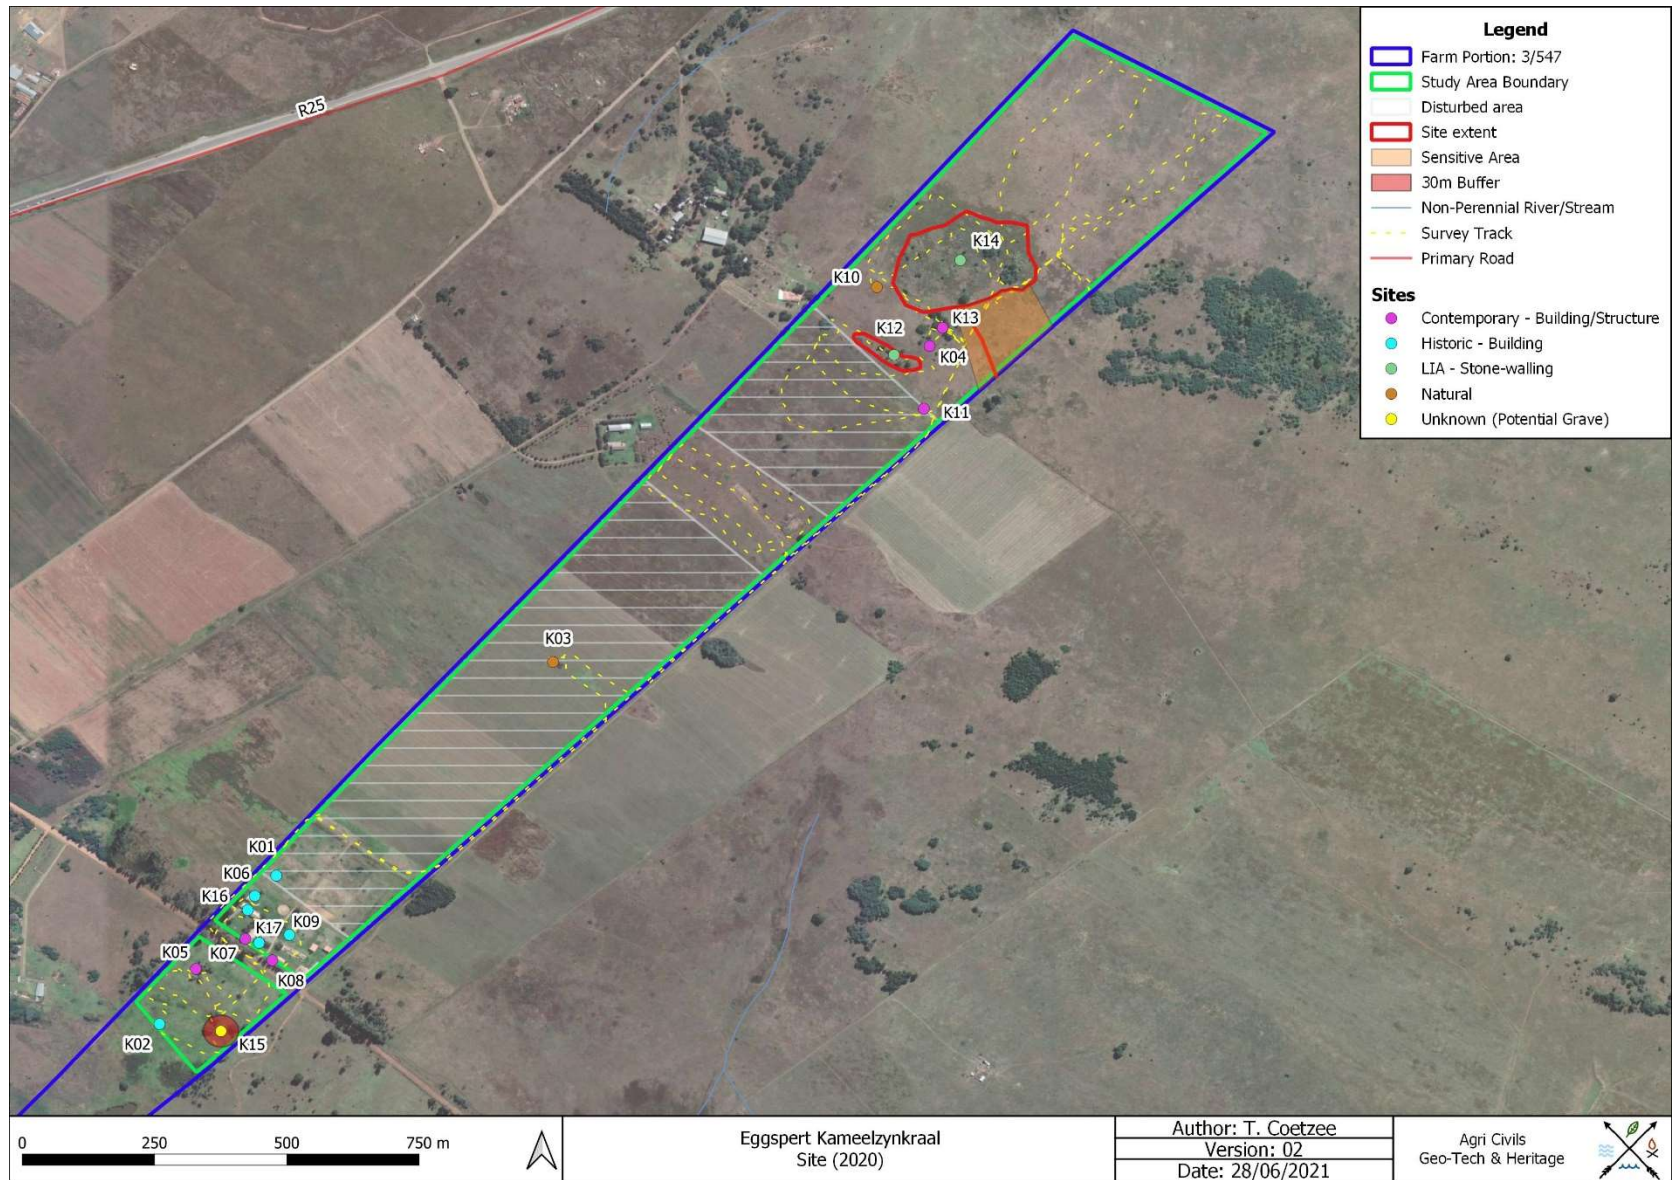 R25
K14
K10
K13
K12
K04
K11
K03
K01
K06
K16
K17
K09
K05
K07
K08
K02
K15
Legend
Farm Portion: 3/547
Study Area Boundary
Disturbed area
Site extent
Sensitive Area
30m Buffer
Non-Perennial River/Stream
Survey Track
Primary Road
Sites
Contemporary - Building/Structure
Historic - Building
LIA - Stone-walling
Natural
Unknown (Potential Grave)
0 250 500 750 m
Eggspert Kameelzynkraal
Site (2020)
Author: T. Coetzee
Version: 02
Date: 28/06/2021
Agri Civils
Geo-Tech & Heritage